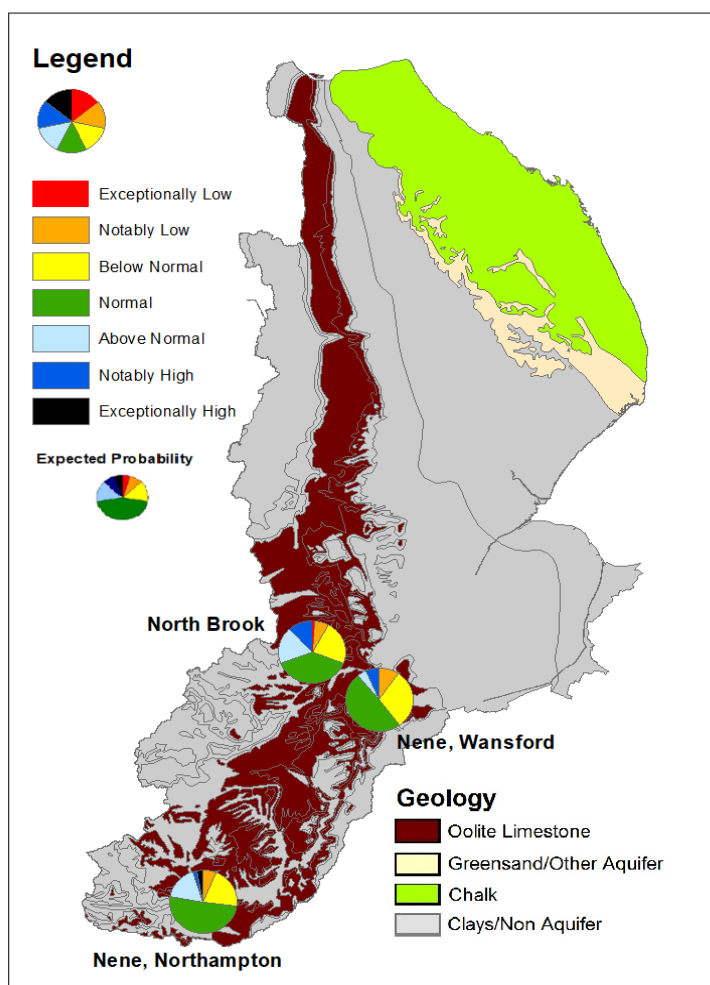 Legend
Exceptionally Low
Notably Low
Below Normal
Normal
Above Normal
Notably High
Exceptionally High
Expected Probability
North Brook
Nene, Wansford
Geology
Oolite Limestone
Greensand/Other Aquifer
Chalk
Clays/Non Aquifer
Nene, Northampton